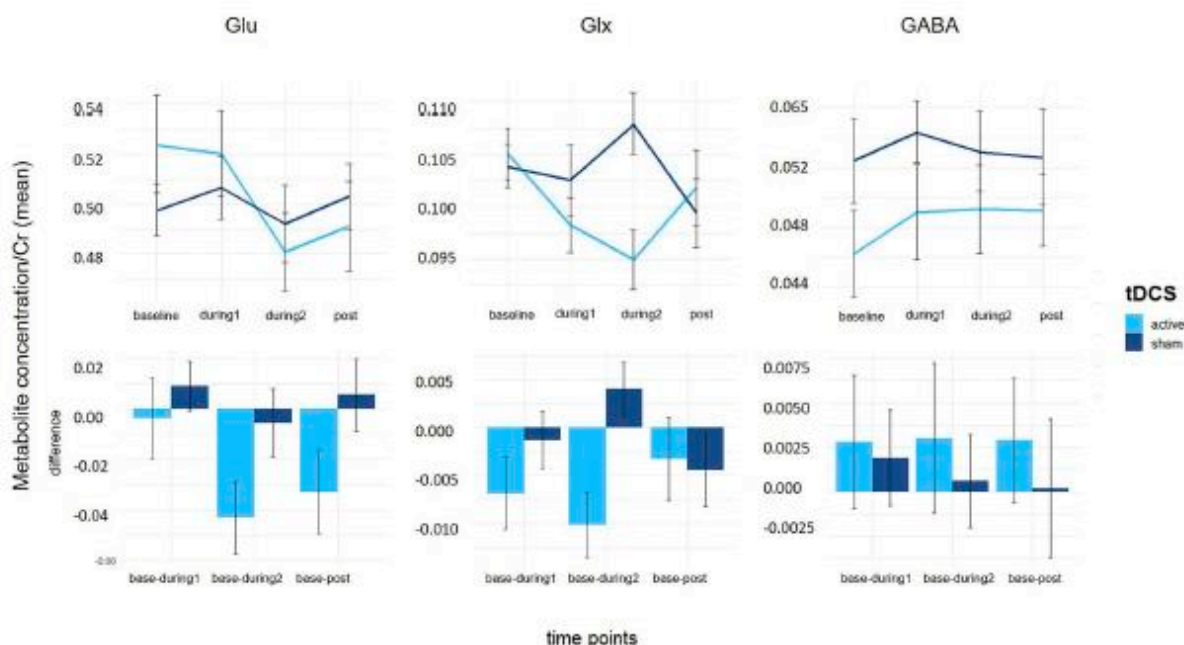 Glu Glx GABA
Metabolite concentration/Cr (mean)
0.54
0.52
0.50
0.48
baseline during1 during2 post
0.110
0.105
0.100
0.095
baseline during1 during2 post
0.065
0.052
0.048
0.044
baseline during1 during2 post
tDCS
active
sham
difference
0.02
0.00
-0.02
-0.04
base-during1 base-during2 base-post
0.005
0.000
-0.005
-0.010
base-during1 base-during2 base-post
0.0075
0.0050
0.0025
0.000
-0.0025
base-during1 base-during2 base-post
time points